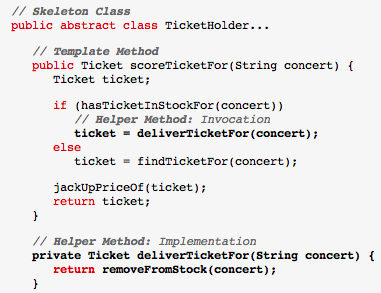 // Skeleton Class
public abstract class TicketHolder...
// Template Method
public Ticket scoreTicketFor(String concert) {
Ticket ticket;
if (hasTicketInStockFor(concert))
// Helper Method: Invocation
ticket = deliverTicketFor(concert);
else
ticket = findTicketFor(concert);
jackUpPriceOf(ticket);
return ticket;
}
// Helper Method: Implementation
private Ticket deliverTicketFor(String concert) {
return removeFromStock(concert);
}